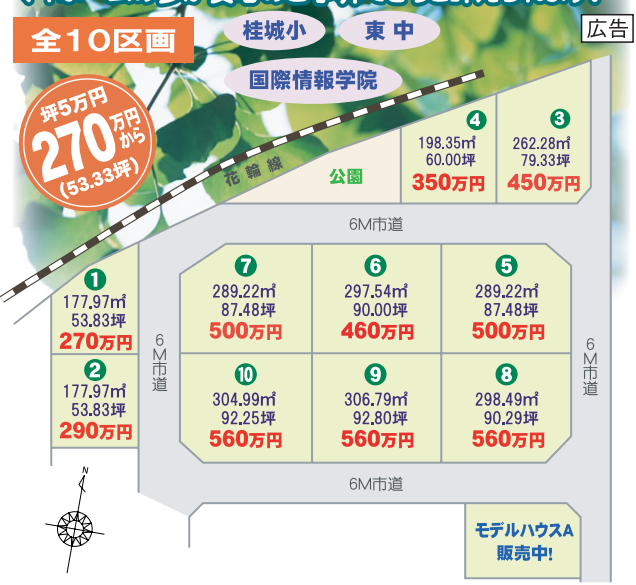 全10区画
桂城小
東中
国際情報学院
広告
坪5万円
270万円から
(53.33坪)
花輪線
公園
4
198.35㎡
60.00坪
350万円
3
262.28㎡
79.33坪
450万円
6M市道
1
177.97㎡
53.83坪
270万円
2
177.97㎡
53.83坪
290万円
6M市道
7
289.22㎡
87.48坪
500万円
6
297.54㎡
90.00坪
460万円
5
289.22㎡
87.48坪
500万円
10
304.99㎡
92.25坪
560万円
9
306.79㎡
92.80坪
560万円
8
298.49㎡
90.29坪
560万円
6M市道
6M市道
N
モデルハウスA
販売中!